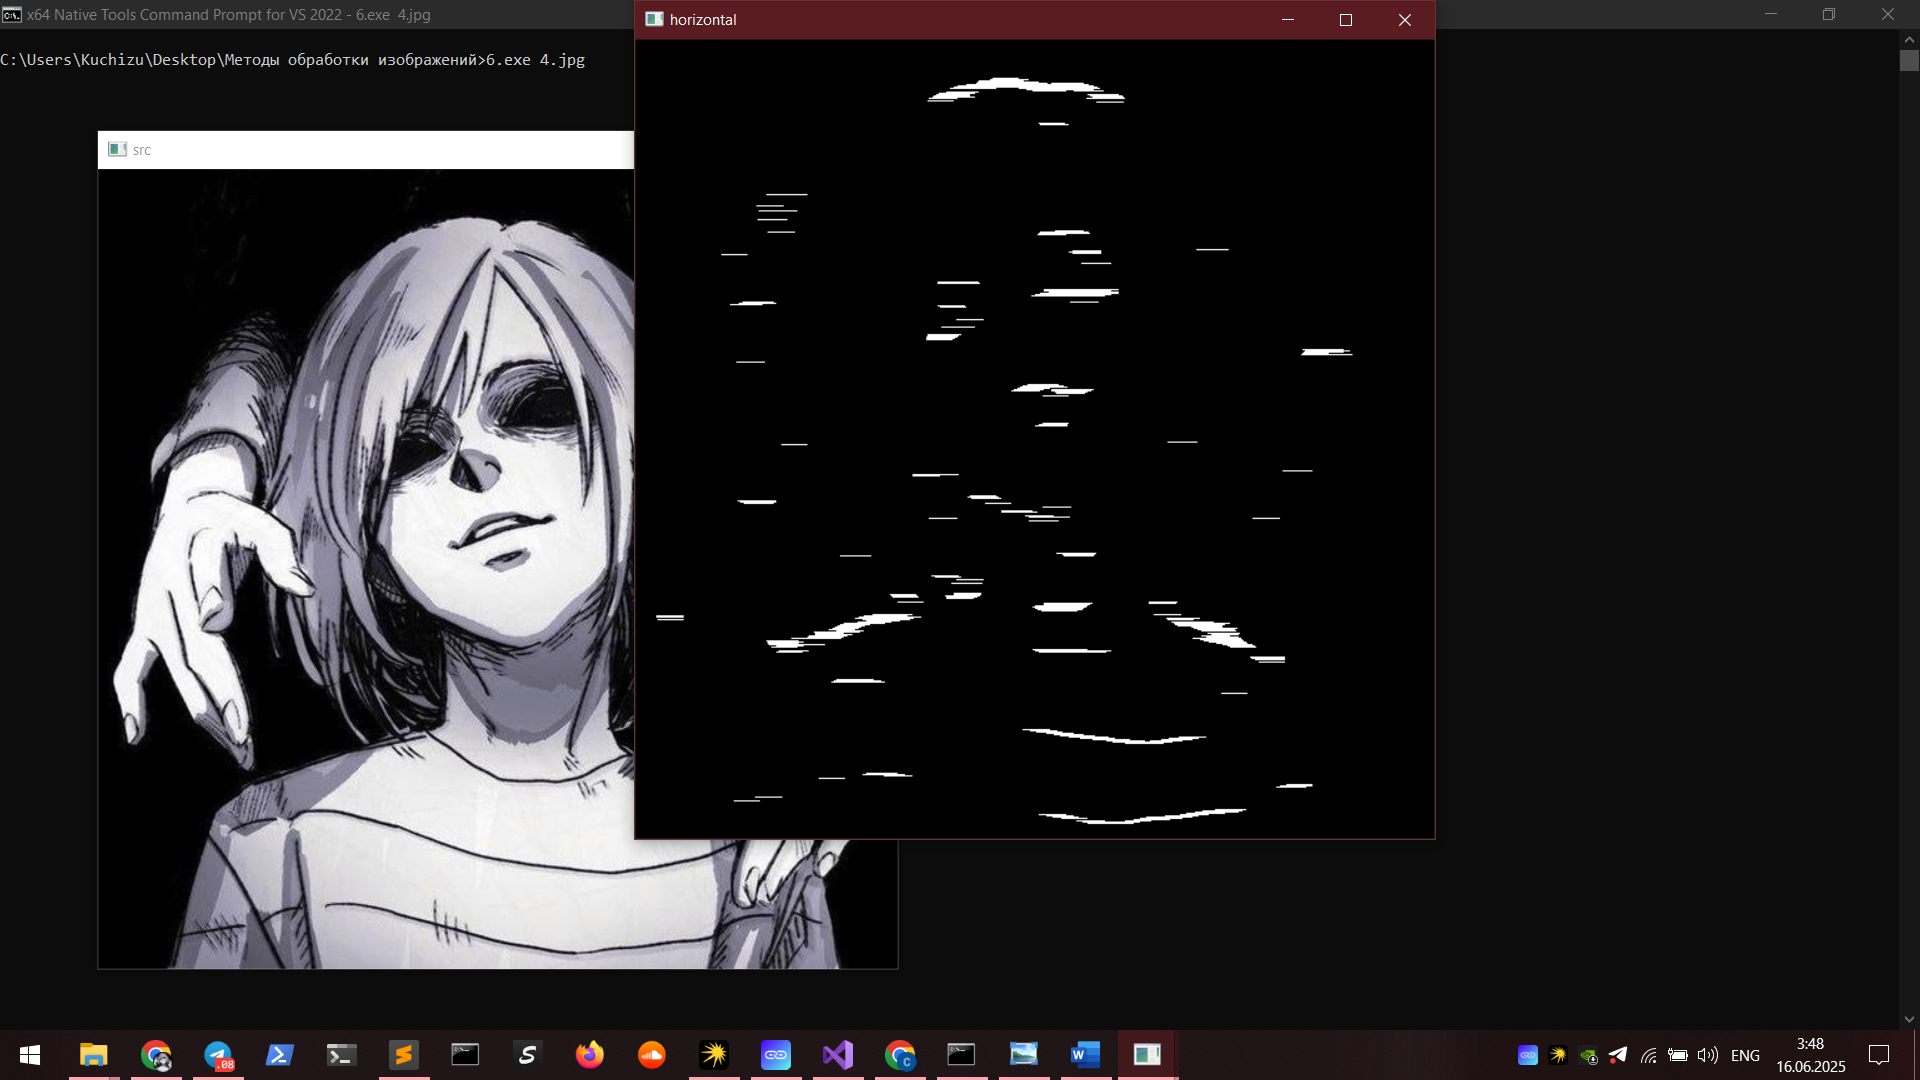 x64 Native Tools Command Prompt for VS 2022 - 6.exe  4.jpg
horizontal
C:\Users\Kuchizu\Desktop\Методы обработки изображений>6.exe 4.jpg
src
.08
ENG
3:48
16.06.2025